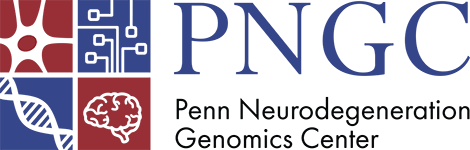 PNGC
Penn Neurodegeneration
Genomics Center